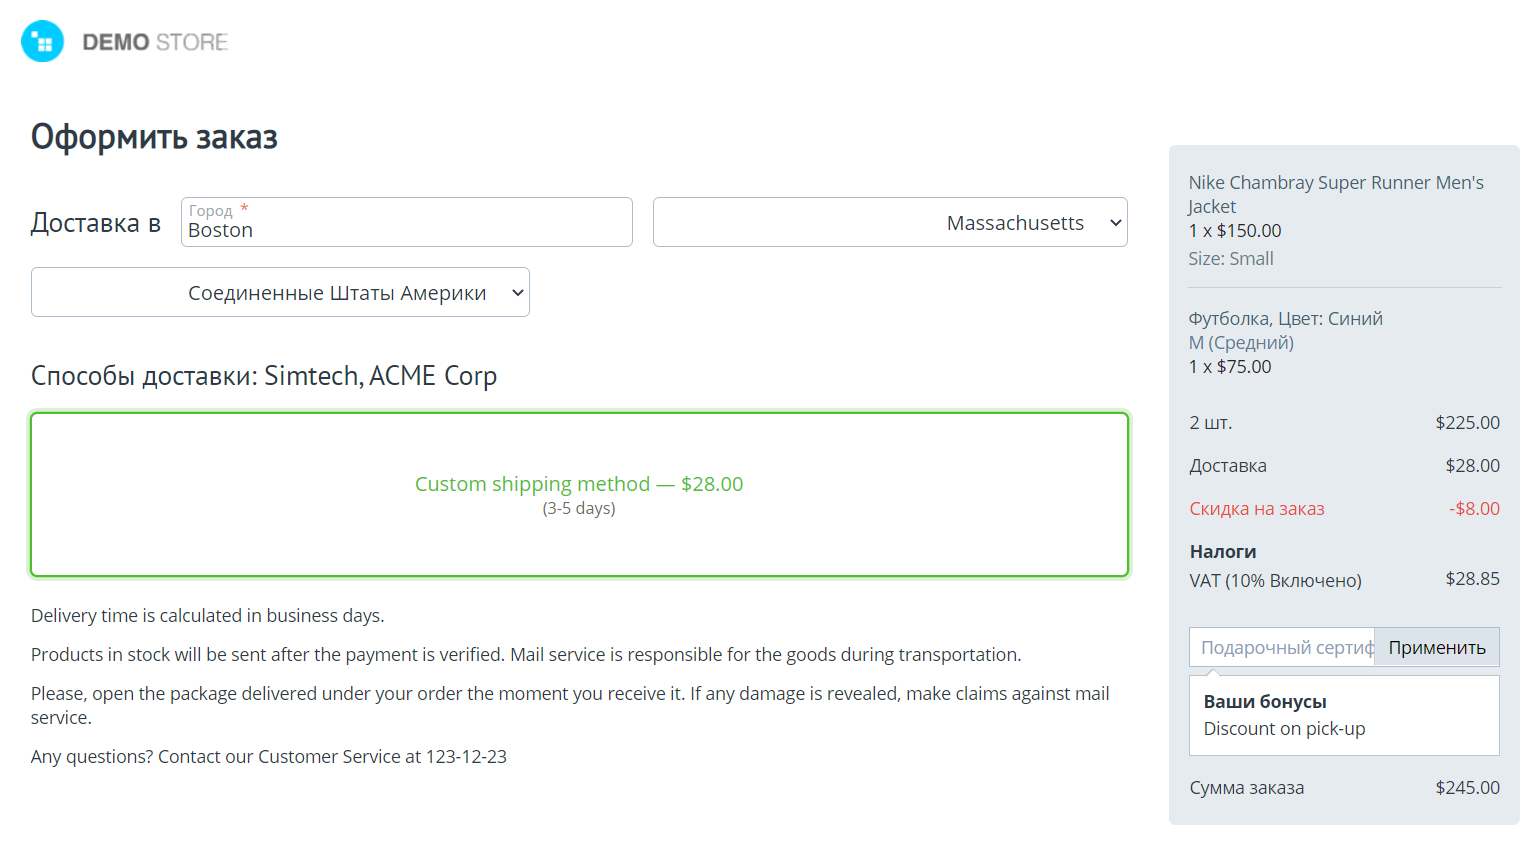 DEMO STORE
Оформить заказ
Доставка в
Город *
Boston
Massachusetts
Соединенные Штаты Америки
Способы доставки: Simtech, ACME Corp
Custom shipping method — $28.00
(3-5 days)
Delivery time is calculated in business days.
Products in stock will be sent after the payment is verified. Mail service is responsible for the goods during transportation.
Please, open the package delivered under your order the moment you receive it. If any damage is revealed, make claims against mail
service.
Any questions? Contact our Customer Service at 123-12-23
Nike Chambray Super Runner Men's
Jacket
1 x $150.00
Size: Small
Футболка, Цвет: Синий
M (Средний)
1 x $75.00
2 шт. $225.00
Доставка $28.00
Скидка на заказ -$8.00
Налоги
VAT (10% Включено) $28.85
Подарочный сертиф Применить
Ваши бонусы
Discount on pick-up
Сумма заказа $245.00